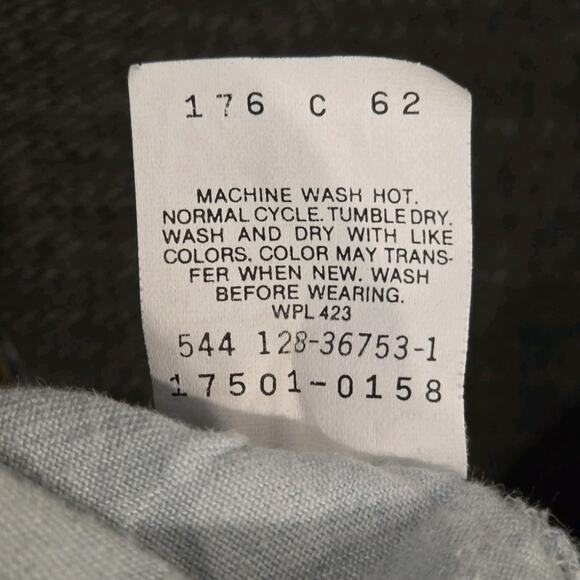 176 C 62
MACHINE WASH HOT.
NORMAL CYCLE. TUMBLE DRY.
WASH AND DRY WITH LIKE
COLORS. COLOR MAY TRANS-
FER WHEN NEW. WASH
BEFORE WEARING.
WPL 423
544 128-36753-1
17501-0158